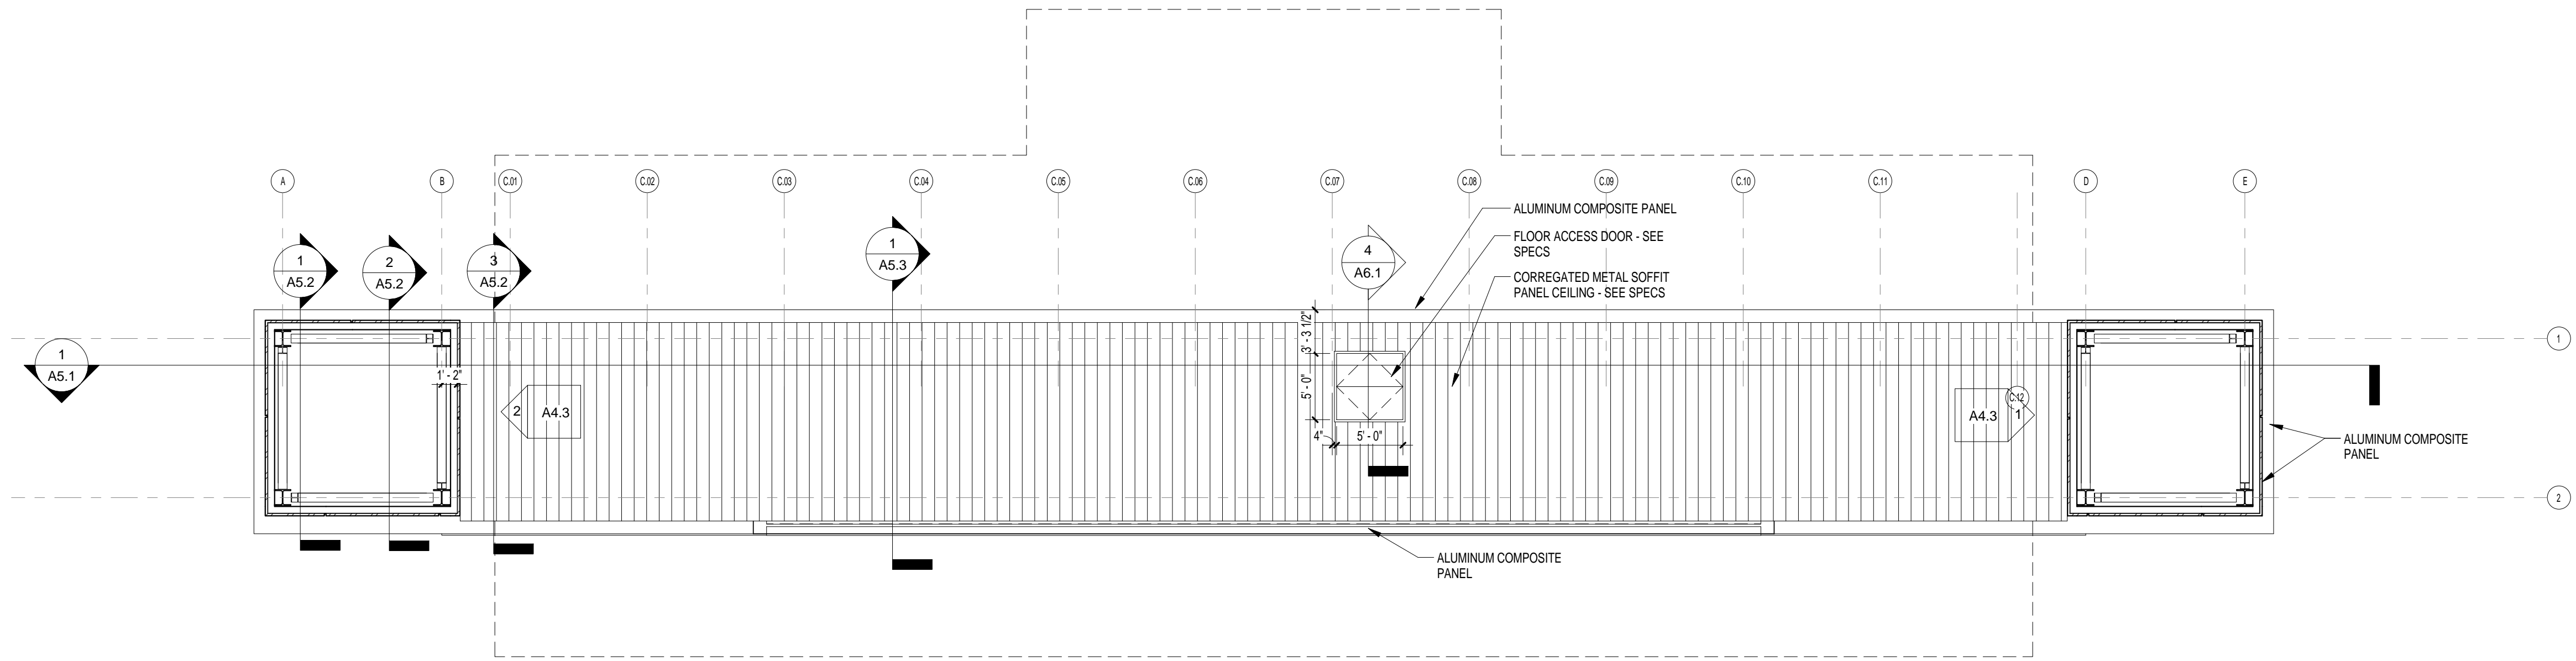 A
B
C.01
C.02
C.03
C.04
C.05
C.06
C.07
C.08
C.09
C.10
C.11
D
E
ALUMINUM COMPOSITE PANEL
FLOOR ACCESS DOOR - SEE
SPECS
CORREGATED METAL SOFFIT
PANEL CEILING - SEE SPECS
1
A5.2
2
A5.2
3
A5.2
1
A5.3
4
A6.1
1
A5.1
3' - 3 1/2"
5' - 0"
4"
5' - 0"
1' - 2"
2
A4.3
A4.3
C.12
1
1
2
ALUMINUM COMPOSITE
PANEL
ALUMINUM COMPOSITE
PANEL